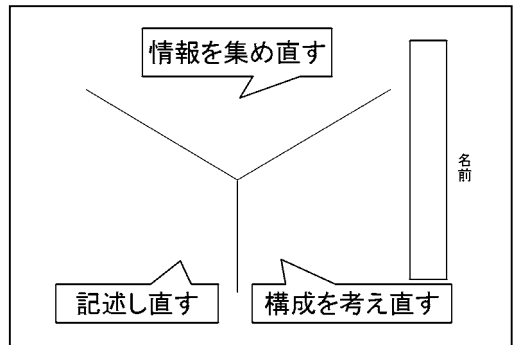 情報を集め直す
名前
記述し直す
構成を考え直す